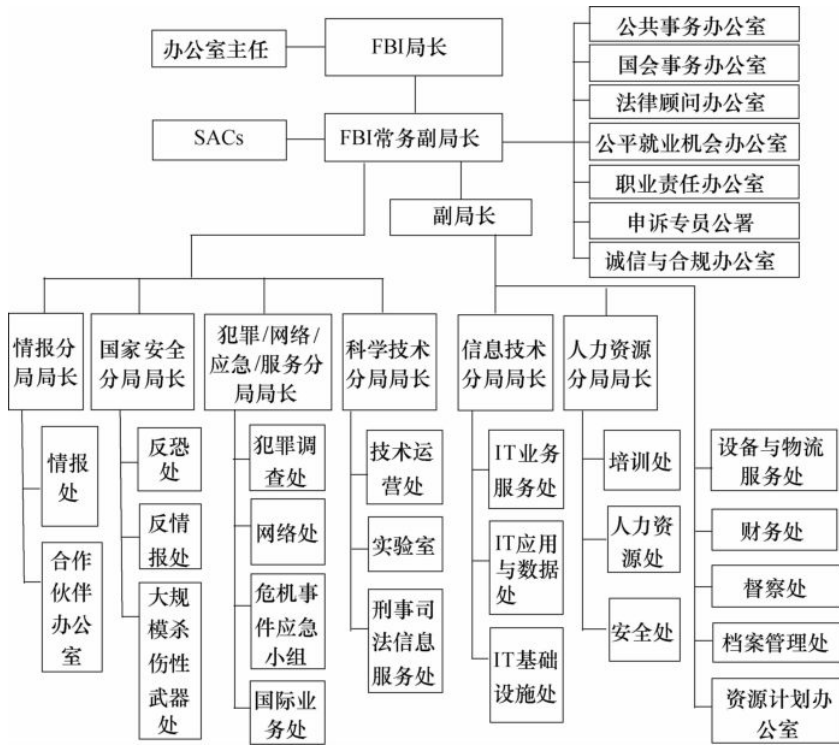 办公室主任
FBI局长
公共事务办公室
国会事务办公室
法律顾问办公室
SACs
FBI常务副局长
公平就业机会办公室
职业责任办公室
副局长
申诉专员公署
诚信与合规办公室
情报分
局局长
国家安全
分局局长
犯罪/网络/
应急/服务分
局局长
科学技术
分局局长
信息技术
分局局长
人力资源
分局局长
情报
处
合作
伙伴
办公
室
反恐
处
反情
报处
大规
模杀
伤性
武器
处
犯罪调
查处
网络处
危机事
件应急
小组
国际业
务处
技术运
营处
实验室
刑事司
法信息
服务处
IT业务
服务处
IT应用
与数据
处
IT基础
设施处
培训处
人力资
源处
安全处
设备与物流
服务处
财务处
督察处
档案管理处
资源计划办
公室